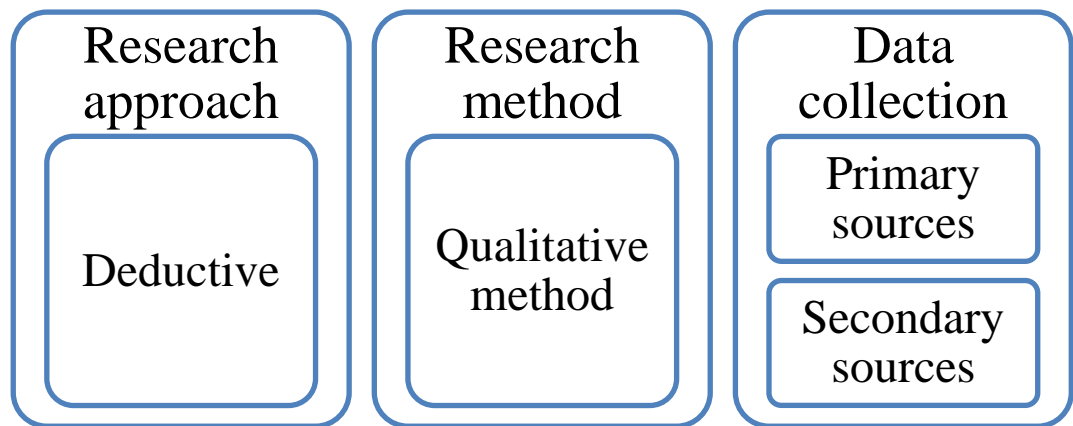 Research
approach
Deductive
Research
method
Qualitative
method
Data
collection
Primary
sources
Secondary
sources